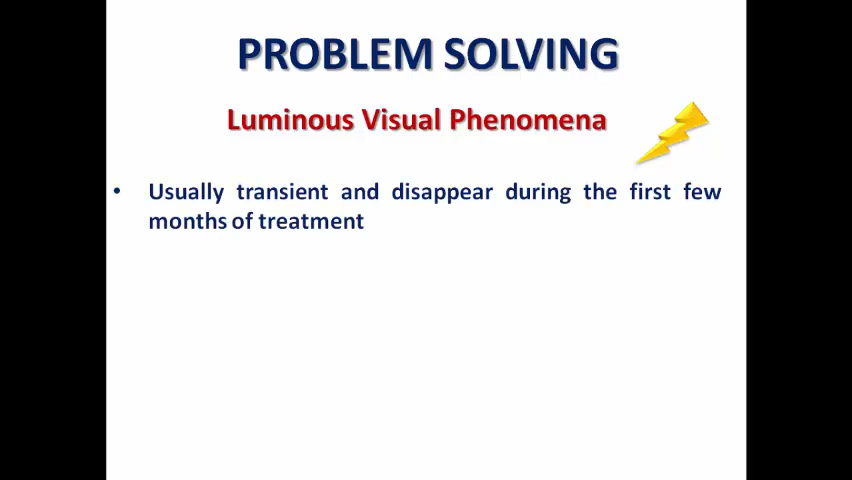 PROBLEM SOLVING
Luminous Visual Phenomena
• Usually transient and disappear during the first few
months of treatment